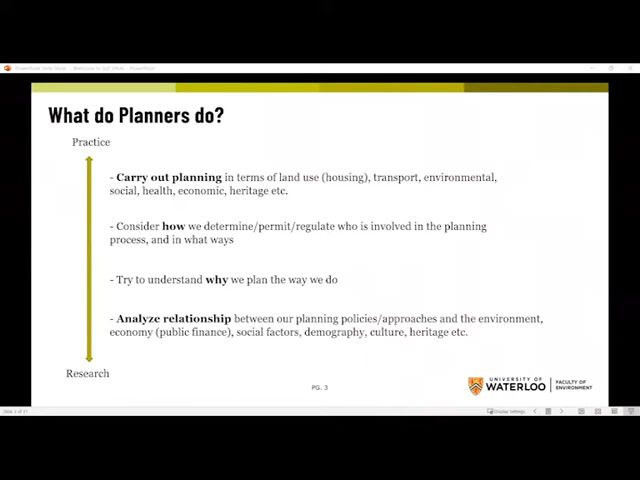 What do Planners do?
Practice
- Carry out planning in terms of land use (housing), transport, environmental,
social, health, economic, heritage etc.
- Consider how we determine/permit/regulate who is involved in the planning
process, and in what ways
- Try to understand why we plan the way we do
- Analyze relationship between our planning policies/approaches and the environment,
economy (public finance), social factors, demography, culture, heritage etc.
Research
PG. 3
UNIVERSITY OF
WATERLOO
FACULTY OF
ENVIRONMENT
Display Settings